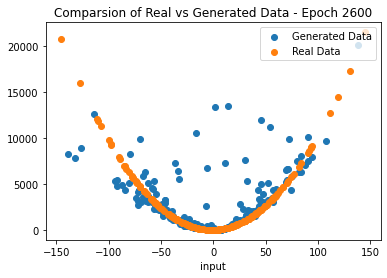 Comparsion of Real vs Generated Data - Epoch 2600
Generated Data
Real Data
20000
15000
10000
5000
0
−150 −100 −50 0 50 100 150
input